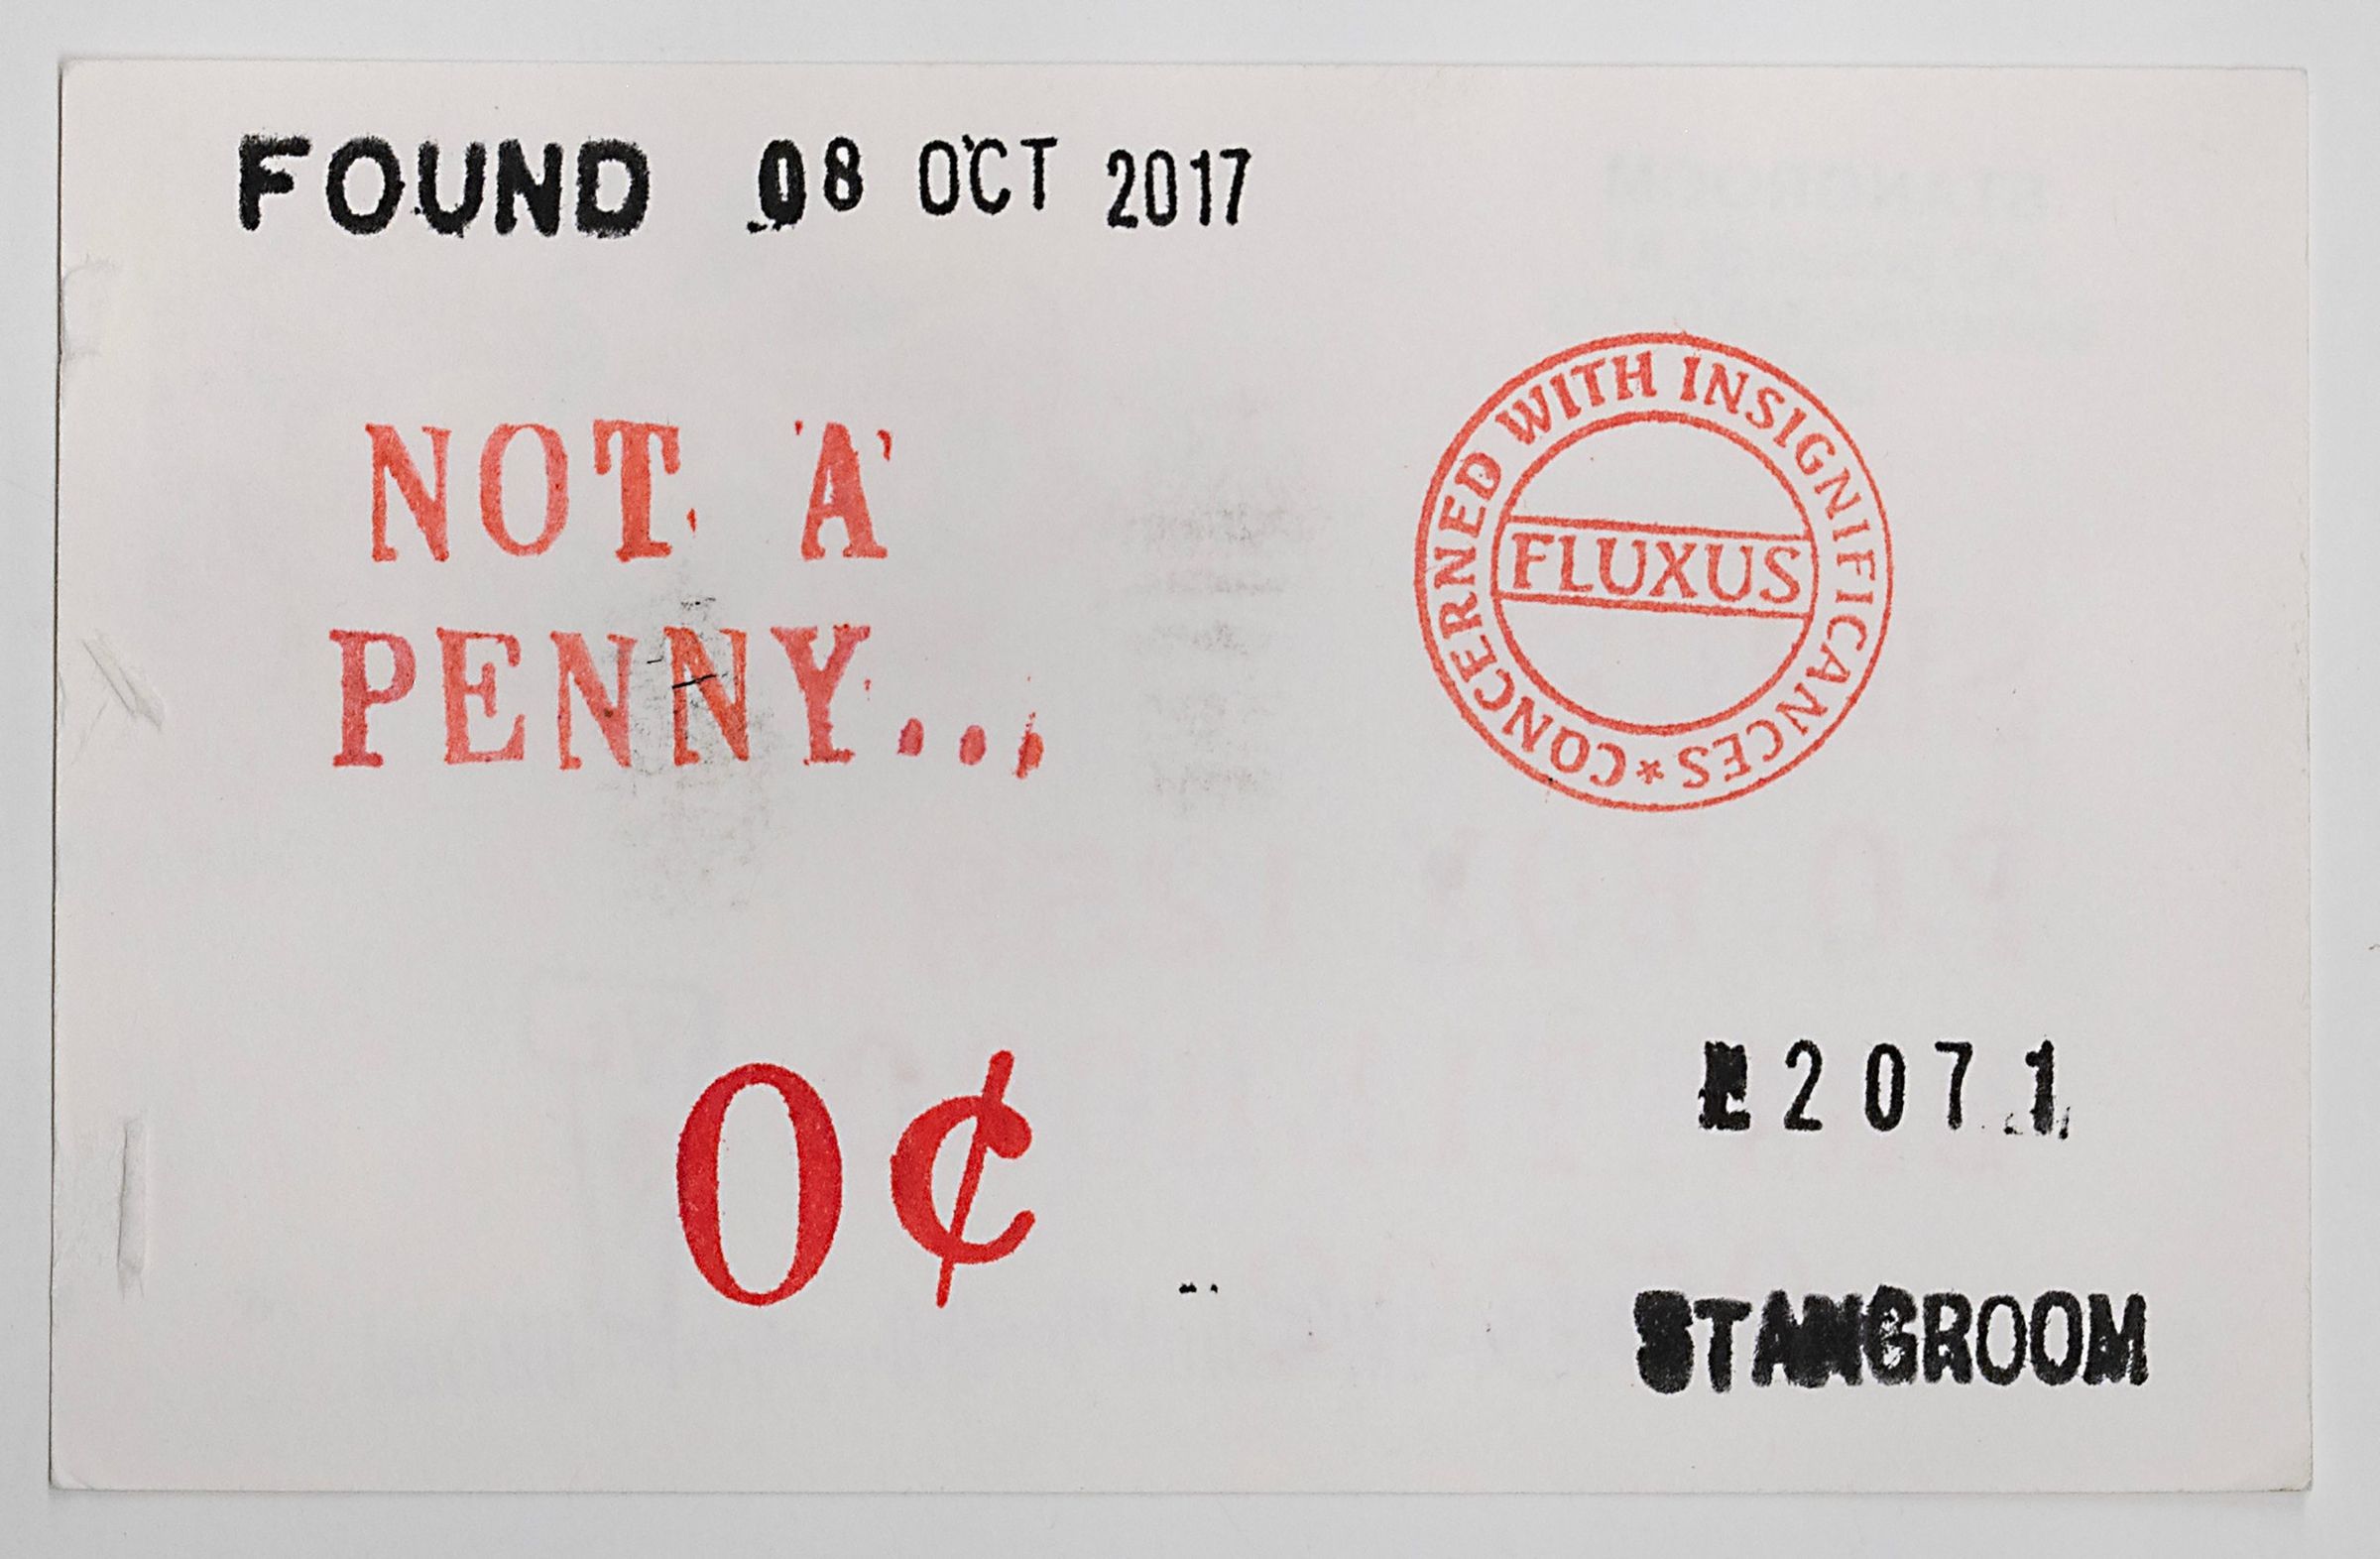 FOUND 08 OCT 2017
NOT A
PENNY...
CONCERNED WITH INSIGNIFICANCES *
FLUXUS
0¢
2071
STANGROOM